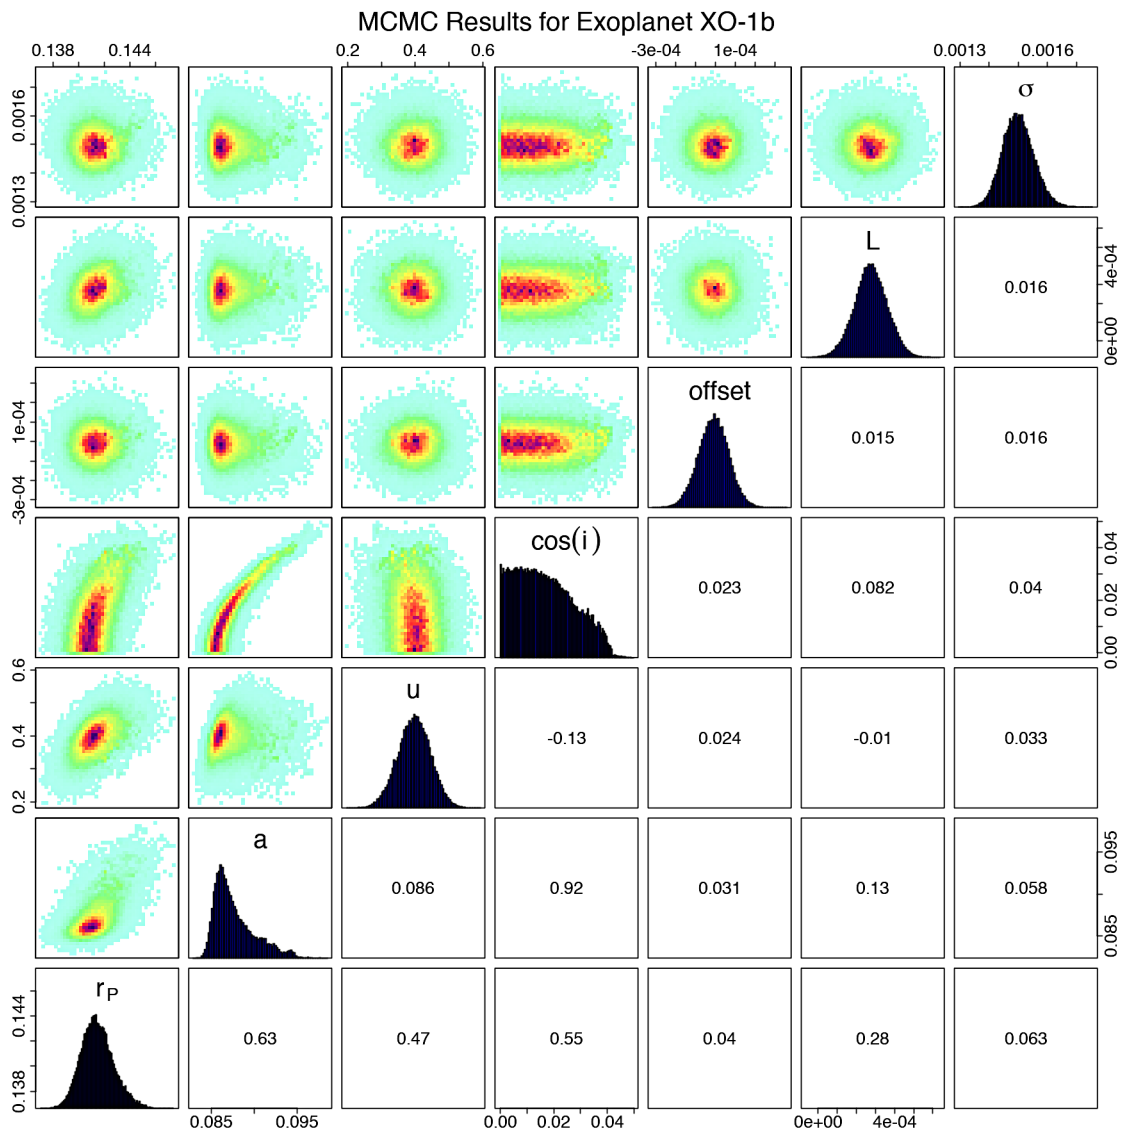 MCMC Results for Exoplanet XO-1b
0.138 0.144 0.2 0.4 0.6 -3e-04 1e-04 0.0013 0.0016
σ
0.0016
0.0013
L
0.016
4e-04
0e+00
offset
0.015 0.016
1e-04
-3e-04
cos(i)
0.023 0.082 0.04
0.04
0.02
0.00
u
-0.13 0.024 -0.01 0.033
0.6
0.4
0.2
a
0.086 0.92 0.031 0.13 0.058
0.095
0.085
r P
0.63 0.47 0.55 0.04 0.28 0.063
0.144
0.138
0.085 0.095 0.00 0.02 0.04 0e+00 4e-04